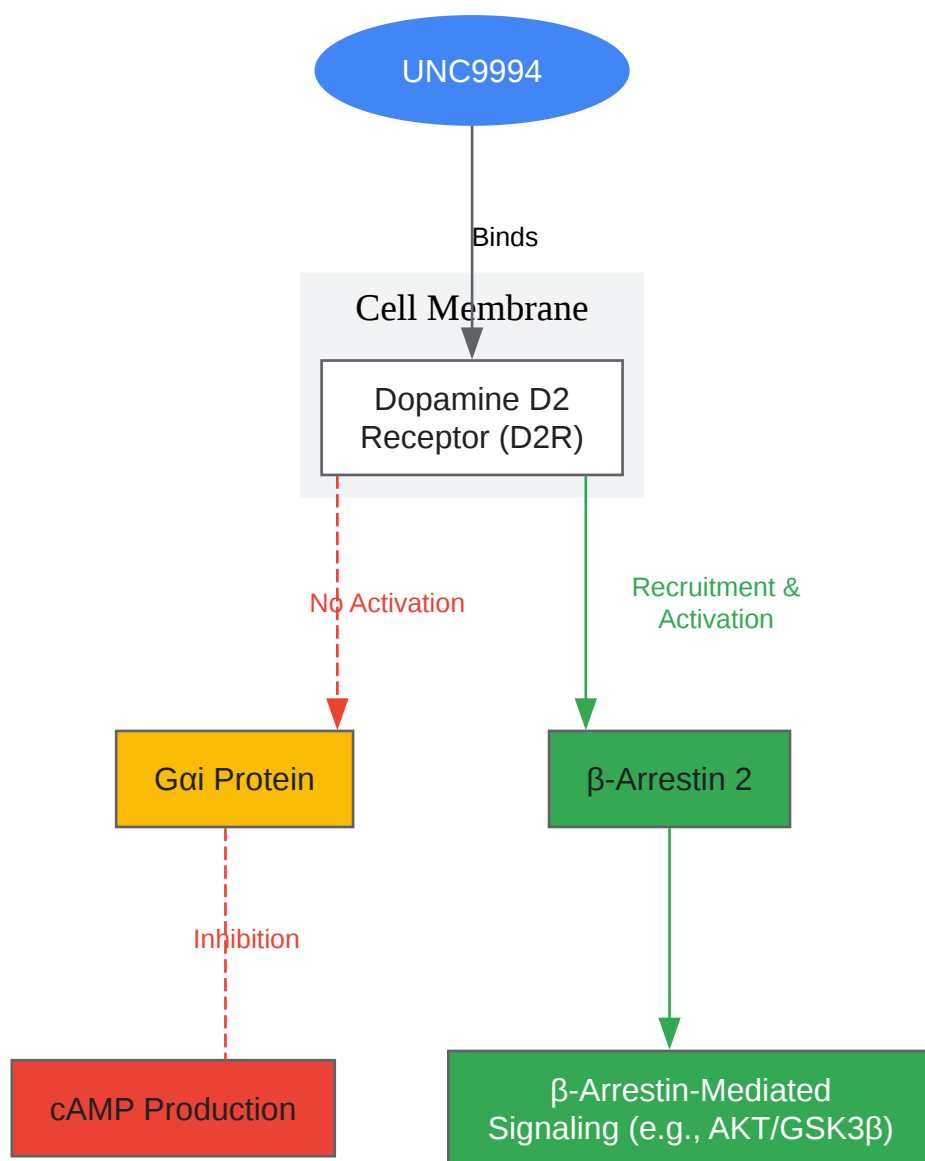 UNC9994
Binds
Cell Membrane
Dopamine D2
Receptor (D2R)
No Activation
Recruitment &
Activation
Gαi Protein
β-Arrestin 2
Inhibition
cAMP Production
β-Arrestin-Mediated
Signaling (e.g., AKT/GSK3β)